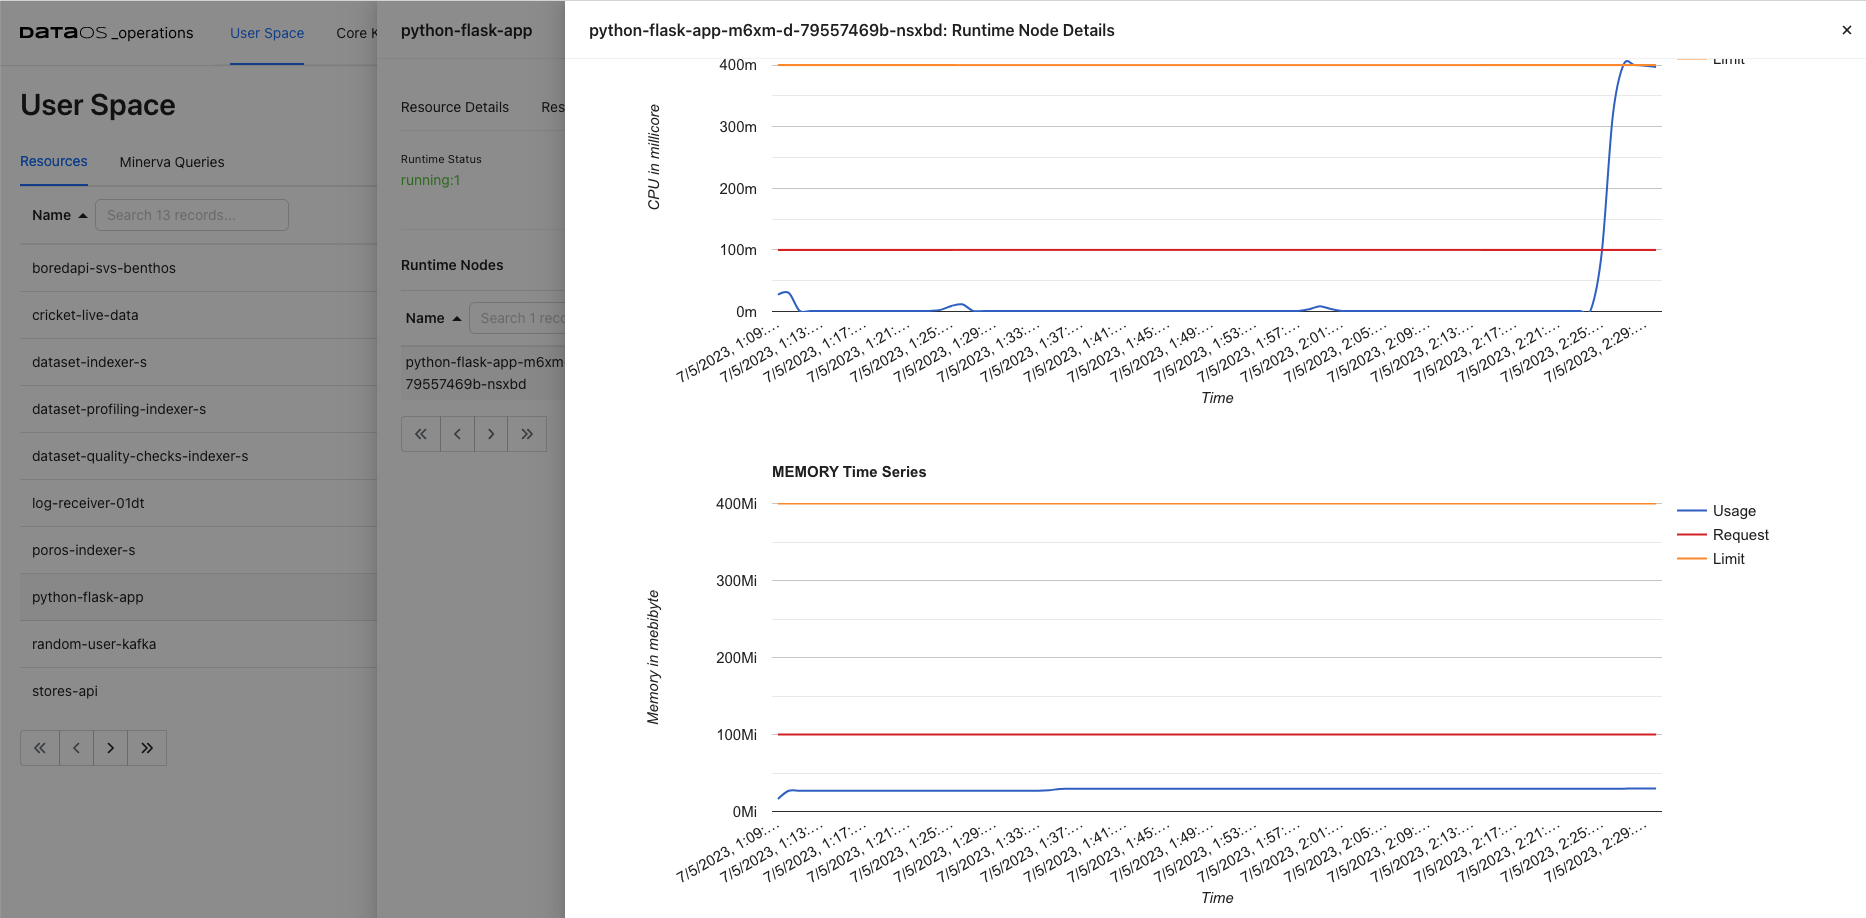 DATAOS _operations
User Space
Core K
User Space
Resources
Minerva Queries
Name
Search 13 records...
boredapi-svs-benthos
cricket-live-data
dataset-indexer-s
dataset-profiling-indexer-s
dataset-quality-checks-indexer-s
log-receiver-01dt
poros-indexer-s
python-flask-app
random-user-kafka
stores-api
python-flask-app
Resource Details
Res
Runtime Status
running:1
Runtime Nodes
Name
Search 1 reco
python-flask-app-m6xm
79557469b-nsxbd
python-flask-app-m6xm-d-79557469b-nsxbd: Runtime Node Details
Limit
CPU in millicore
400m
300m
200m
100m
0m
7/5/2023, 1:09:...
7/5/2023, 1:13:...
7/5/2023, 1:17:...
7/5/2023, 1:21:...
7/5/2023, 1:25:...
7/5/2023, 1:29:...
7/5/2023, 1:33:...
7/5/2023, 1:37:...
7/5/2023, 1:41:...
7/5/2023, 1:45:...
7/5/2023, 1:49:...
7/5/2023, 1:53:...
7/5/2023, 1:57:...
7/5/2023, 2:01:...
7/5/2023, 2:05:...
7/5/2023, 2:09:...
7/5/2023, 2:13:...
7/5/2023, 2:17:...
7/5/2023, 2:21:...
7/5/2023, 2:25:...
7/5/2023, 2:29:...
Time
MEMORY Time Series
Memory in mebibyte
400Mi
300Mi
200Mi
100Mi
0Mi
Usage
Request
Limit
7/5/2023, 1:09:...
7/5/2023, 1:13:...
7/5/2023, 1:17:...
7/5/2023, 1:21:...
7/5/2023, 1:25:...
7/5/2023, 1:29:...
7/5/2023, 1:33:...
7/5/2023, 1:37:...
7/5/2023, 1:41:...
7/5/2023, 1:45:...
7/5/2023, 1:49:...
7/5/2023, 1:53:...
7/5/2023, 1:57:...
7/5/2023, 2:01:...
7/5/2023, 2:05:...
7/5/2023, 2:09:...
7/5/2023, 2:13:...
7/5/2023, 2:17:...
7/5/2023, 2:21:...
7/5/2023, 2:25:...
7/5/2023, 2:29:...
Time